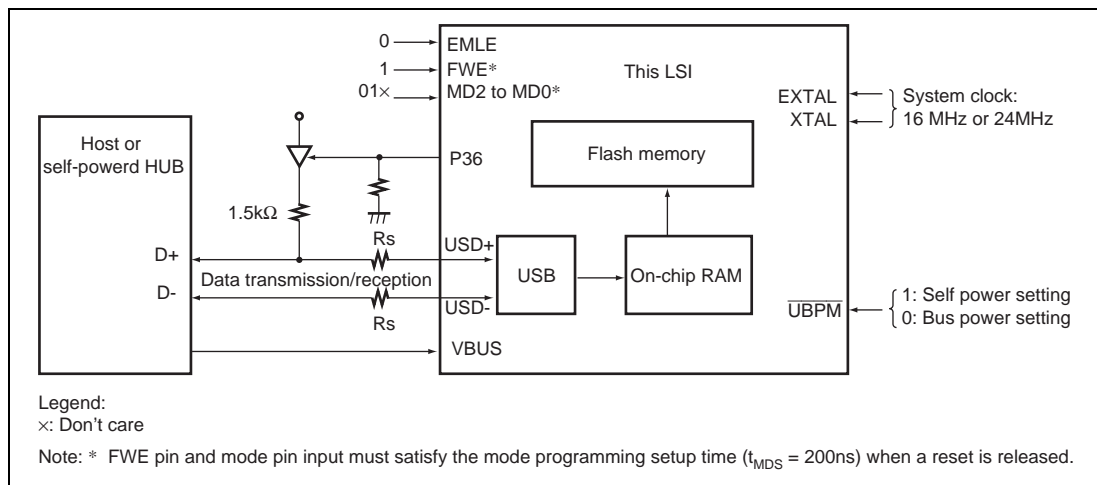 0
EMLE
1
FWE*
01×
MD2 to MD0*
This LSI
EXTAL
XTAL
System clock:
16 MHz or 24MHz
Host or
self-powerd HUB
P36
Flash memory
1.5kΩ
Rs
D+
USD+
USB
On-chip RAM
Data transmission/reception
D-
USD-
Rs
UBPM
1: Self power setting
0: Bus power setting
VBUS
Legend:
×: Don't care
Note: * FWE pin and mode pin input must satisfy the mode programming setup time (tMDS = 200ns) when a reset is released.